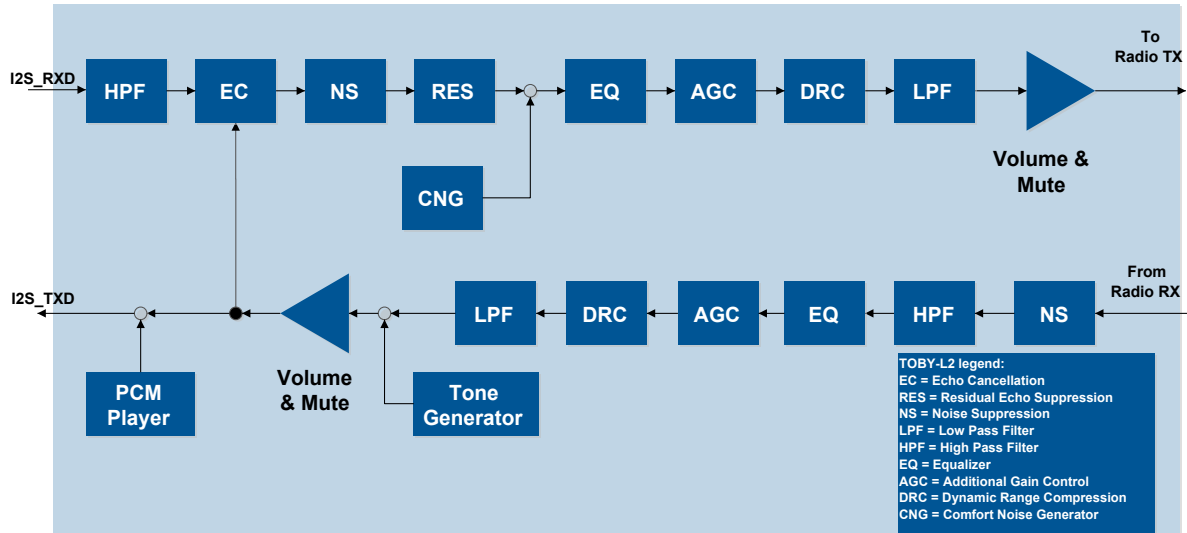 To
Radio TX
I2S_RXD
HPF
EC
NS
RES
EQ
AGC
DRC
LPF
Volume &
Mute
CNG
I2S_TXD
From
Radio RX
LPF
DRC
AGC
EQ
HPF
NS
Volume
& Mute
PCM
Player
Tone
Generator
TOBY-L2 legend:
EC = Echo Cancellation
RES = Residual Echo Suppression
NS = Noise Suppression
LPF = Low Pass Filter
HPF = High Pass Filter
EQ = Equalizer
AGC = Additional Gain Control
DRC = Dynamic Range Compression
CNG = Comfort Noise Generator